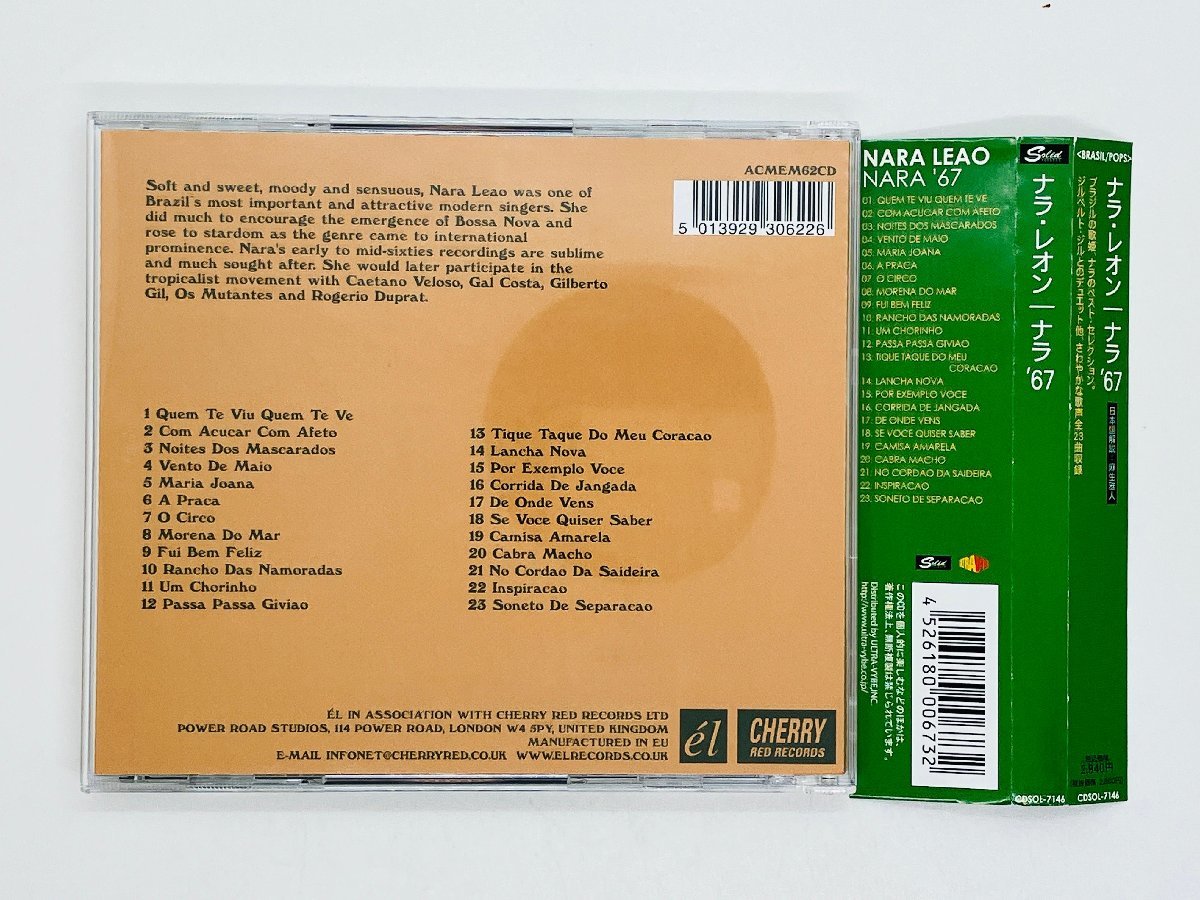 ACMEM62CD
Soft and sweet, moody and sensuous, Nara Leao was one of
Brazil's most important and attractive modern singers. She
did much to encourage the emergence of Bossa Nova and
rose to stardom as the genre came to international
prominence. Nara's early to mid-sixties recordings are sublime
and much sought after. She would later participate in the
tropicalist movement with Caetano Veloso, Gal Costa, Gilberto
Gil, Os Mutantes and Rogerio Duprat.
5 013929 306226
1 Quem Te Viu Quem Te Ve
2 Com Acucar Com Afeto
3 Noites Dos Mascarados
4 Vento De Maio
5 Maria Joana
6 A Praca
7 O Circo
8 Morena Do Mar
9 Fui Bem Feliz
10 Rancho Das Namoradas
11 Um Chorinho
12 Passa Passa Giviao
13 Tique Taque Do Meu Coracao
14 Lancha Nova
15 Por Exemplo Voce
16 Corrida De Jangada
17 De Onde Vens
18 Se Voce Quiser Saber
19 Camisa Amarela
20 Cabra Macho
21 No Cordao Da Saideira
22 Inspiracao
23 Soneto De Separacao
ÉL IN ASSOCIATION WITH CHERRY RED RECORDS LTD
POWER ROAD STUDIOS, 114 POWER ROAD, LONDON W4 5PY, UNITED KINGDOM
MANUFACTURED IN EU
E-MAIL INFONET@CHERRYRED.CO.UK WWW.ELRECORDS.CO.UK
él
CHERRY
RED RECORDS
NARA LEAO
NARA '67
01. QUEM TE VIU QUEM TE VE
02. COM ACUCAR COM AFETO
03. NOITES DOS MASCARADOS
04. VENTO DE MAIO
05. MARIA JOANA
06. A PRACA
07. O CIRCO
08. MORENA DO MAR
09. FUI BEM FELIZ
10. RANCHO DAS NAMORADAS
11. UM CHORINHO
12. PASSA PASSA GIVIAO
13. TIQUE TAQUE DO MEU
CORACAO
14. LANCHA NOVA
15. POR EXEMPLO VOCE
16. CORRIDA DE JANGADA
17. DE ONDE VENS
18. SE VOCE QUISER SABER
19. CAMISA AMARELA
20. CABRA MACHO
21. NO CORDAO DA SAIDEIRA
22. INSPIRACAO
23. SONETO DE SEPARACAO
Solid
このCDを個人的に楽しむなどのほかは、
著作権法上、無断複製は禁じられています。
Distributed by ULTRA-VYBE,INC.
http://www.ultra-vybe.co.jp/
4 526180 006732
Solid
ナラ・レオン | ナラ '67
CDSOL-7146
<BRASIL/POPS>
ナラ・レオン | ナラ '67
ブラジルの歌姫、ナラのベスト・セレクション。
ジルベルト・ジルとのデュエット他、さわやかな歌声全23曲収録
日本語解説：麻生雅人
CDSOL-7146